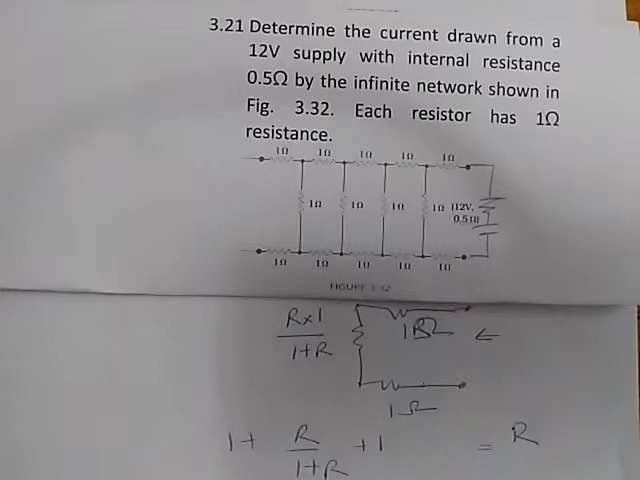 3.21 Determine the current drawn from a
12V supply with internal resistance
0.5Ω by the infinite network shown in
Fig. 3.32. Each resistor has 1Ω
resistance.
1Ω 1Ω 1Ω 1Ω 1Ω
1Ω 1Ω 1Ω 1Ω (12V,
0.5Ω)
1Ω 1Ω 1Ω 1Ω 1Ω
FIGURE 3.32
R×1
1+R
1Ω
1 + R + 1 = R
1+R